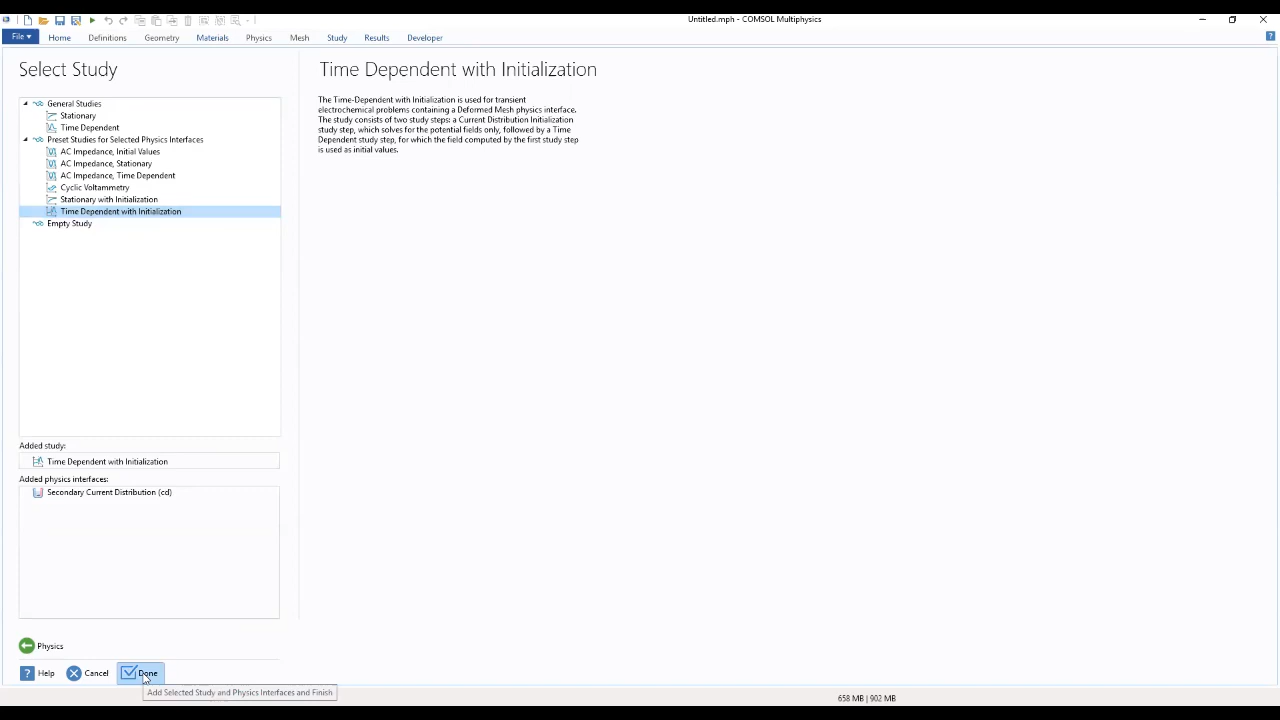 Untitled.mph - COMSOL Multiphysics
File Home Definitions Geometry Materials Physics Mesh Study Results Developer
Select Study
General Studies
Stationary
Time Dependent
Preset Studies for Selected Physics Interfaces
AC Impedance, Initial Values
AC Impedance, Stationary
AC Impedance, Time Dependent
Cyclic Voltammetry
Stationary with Initialization
Time Dependent with Initialization
Empty Study
Added study:
Time Dependent with Initialization
Added physics interfaces:
Secondary Current Distribution (cd)
Physics
Help Cancel Done
Add Selected Study and Physics Interfaces and Finish
Time Dependent with Initialization
The Time-Dependent with Initialization is used for transient
electrochemical problems containing a Deformed Mesh physics interface.
The study consists of two study steps: a Current Distribution Initialization
study step, which solves for the potential fields only, followed by a Time
Dependent study step, for which the field computed by the first study step
is used as initial values.
658 MB | 902 MB